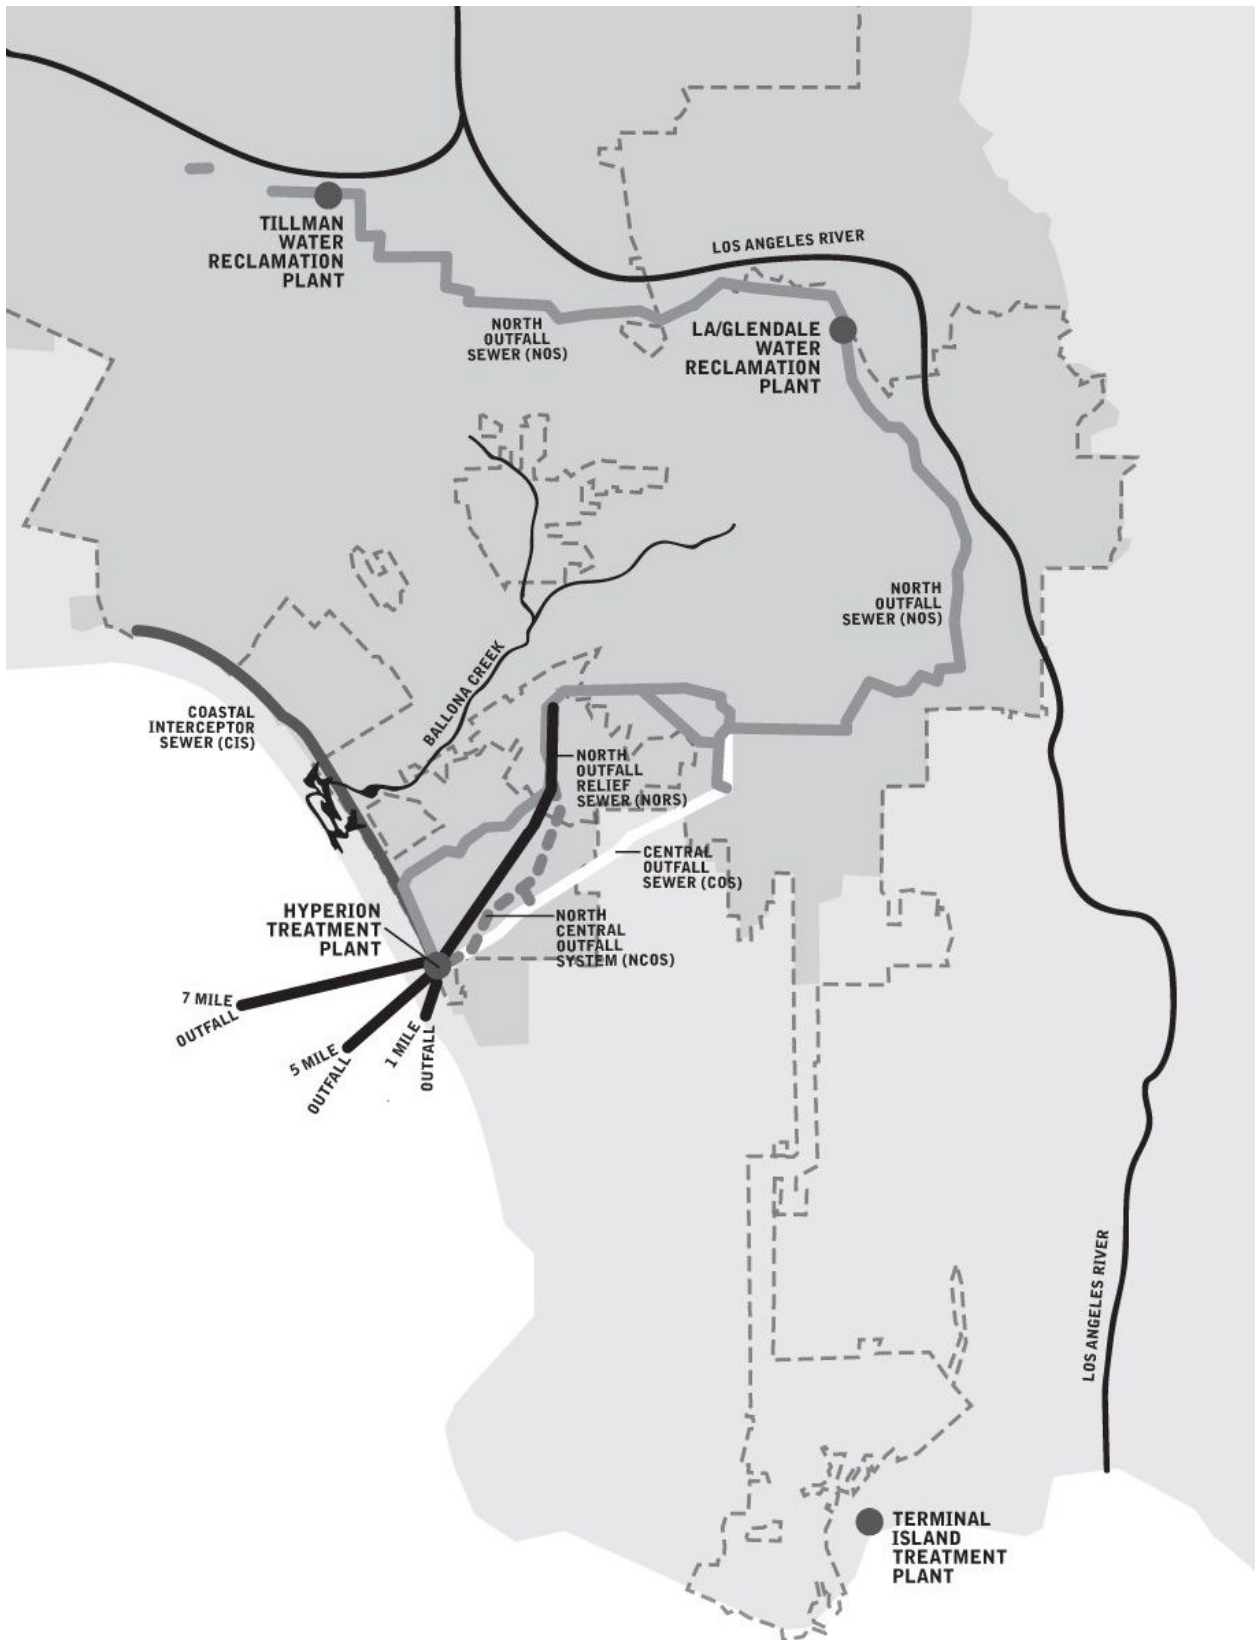 LOS ANGELES RIVER
TILLMAN
WATER
RECLAMATION
PLANT
NORTH
OUTFALL
SEWER (NOS)
LA/GLENDALE
WATER
RECLAMATION
PLANT
NORTH
OUTFALL
SEWER (NOS)
BALLONA CREEK
COASTAL
INTERCEPTOR
SEWER (CIS)
NORTH
OUTFALL
RELIEF
SEWER (NORS)
CENTRAL
OUTFALL
SEWER (COS)
HYPERION
TREATMENT
PLANT
NORTH
CENTRAL
OUTFALL
SYSTEM (NCOS)
7 MILE
OUTFALL
5 MILE
OUTFALL
1 MILE
OUTFALL
LOS ANGELES RIVER
TERMINAL
ISLAND
TREATMENT
PLANT